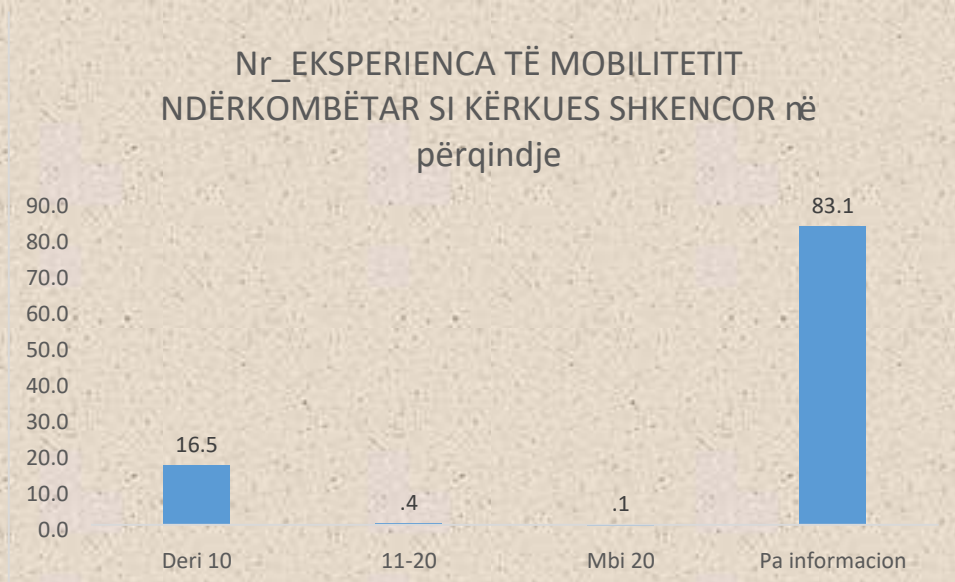 Nr_EKSPERIENCA TË MOBILITETIT
NDËRKOMBËTAR SI KËRKUES SHKENCOR në
përqindje
90.0
80.0
70.0
60.0
50.0
40.0
30.0
20.0
10.0
0.0
16.5
.4
.1
83.1
Deri 10
11-20
Mbi 20
Pa informacion